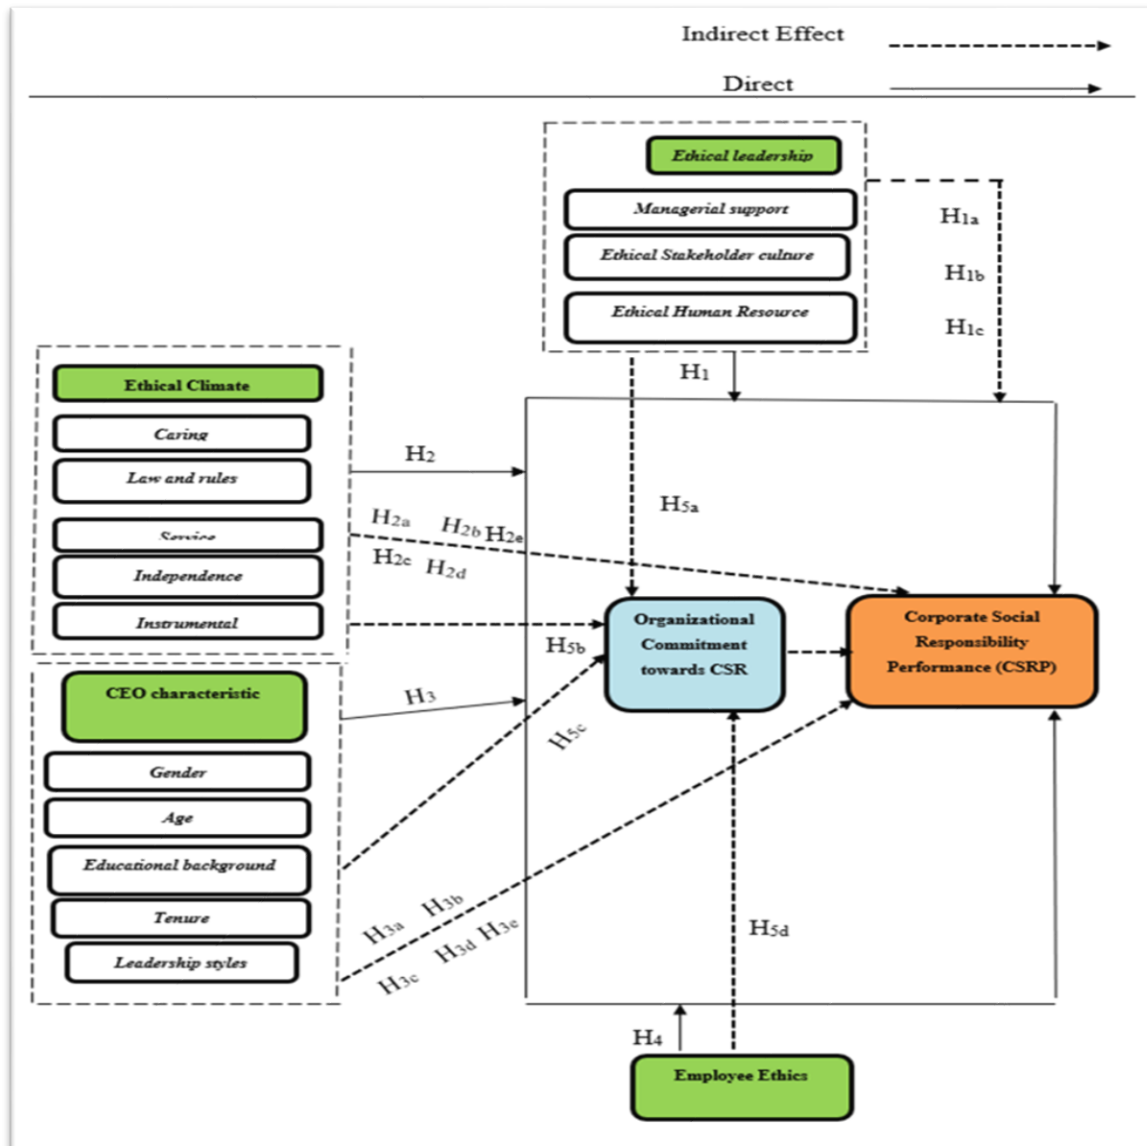 Indirect Effect
Direct
Ethical leadership
Managerial support
Ethical Stakeholder culture
Ethical Human Resource
H1a
H1b
H1c
H1
Ethical Climate
Caring
Law and rules
Service
Independence
Instrumental
H2
H2a H2b H2e
H2c H2d
H5a
Organizational
Commitment
towards CSR
Corporate Social
Responsibility
Performance (CSRP)
H5b
H5c
CEO characteristic
Gender
Age
Educational background
Tenure
Leadership styles
H3
H3a H3b
H3c H3d H3e
H5d
H4
Employee Ethics